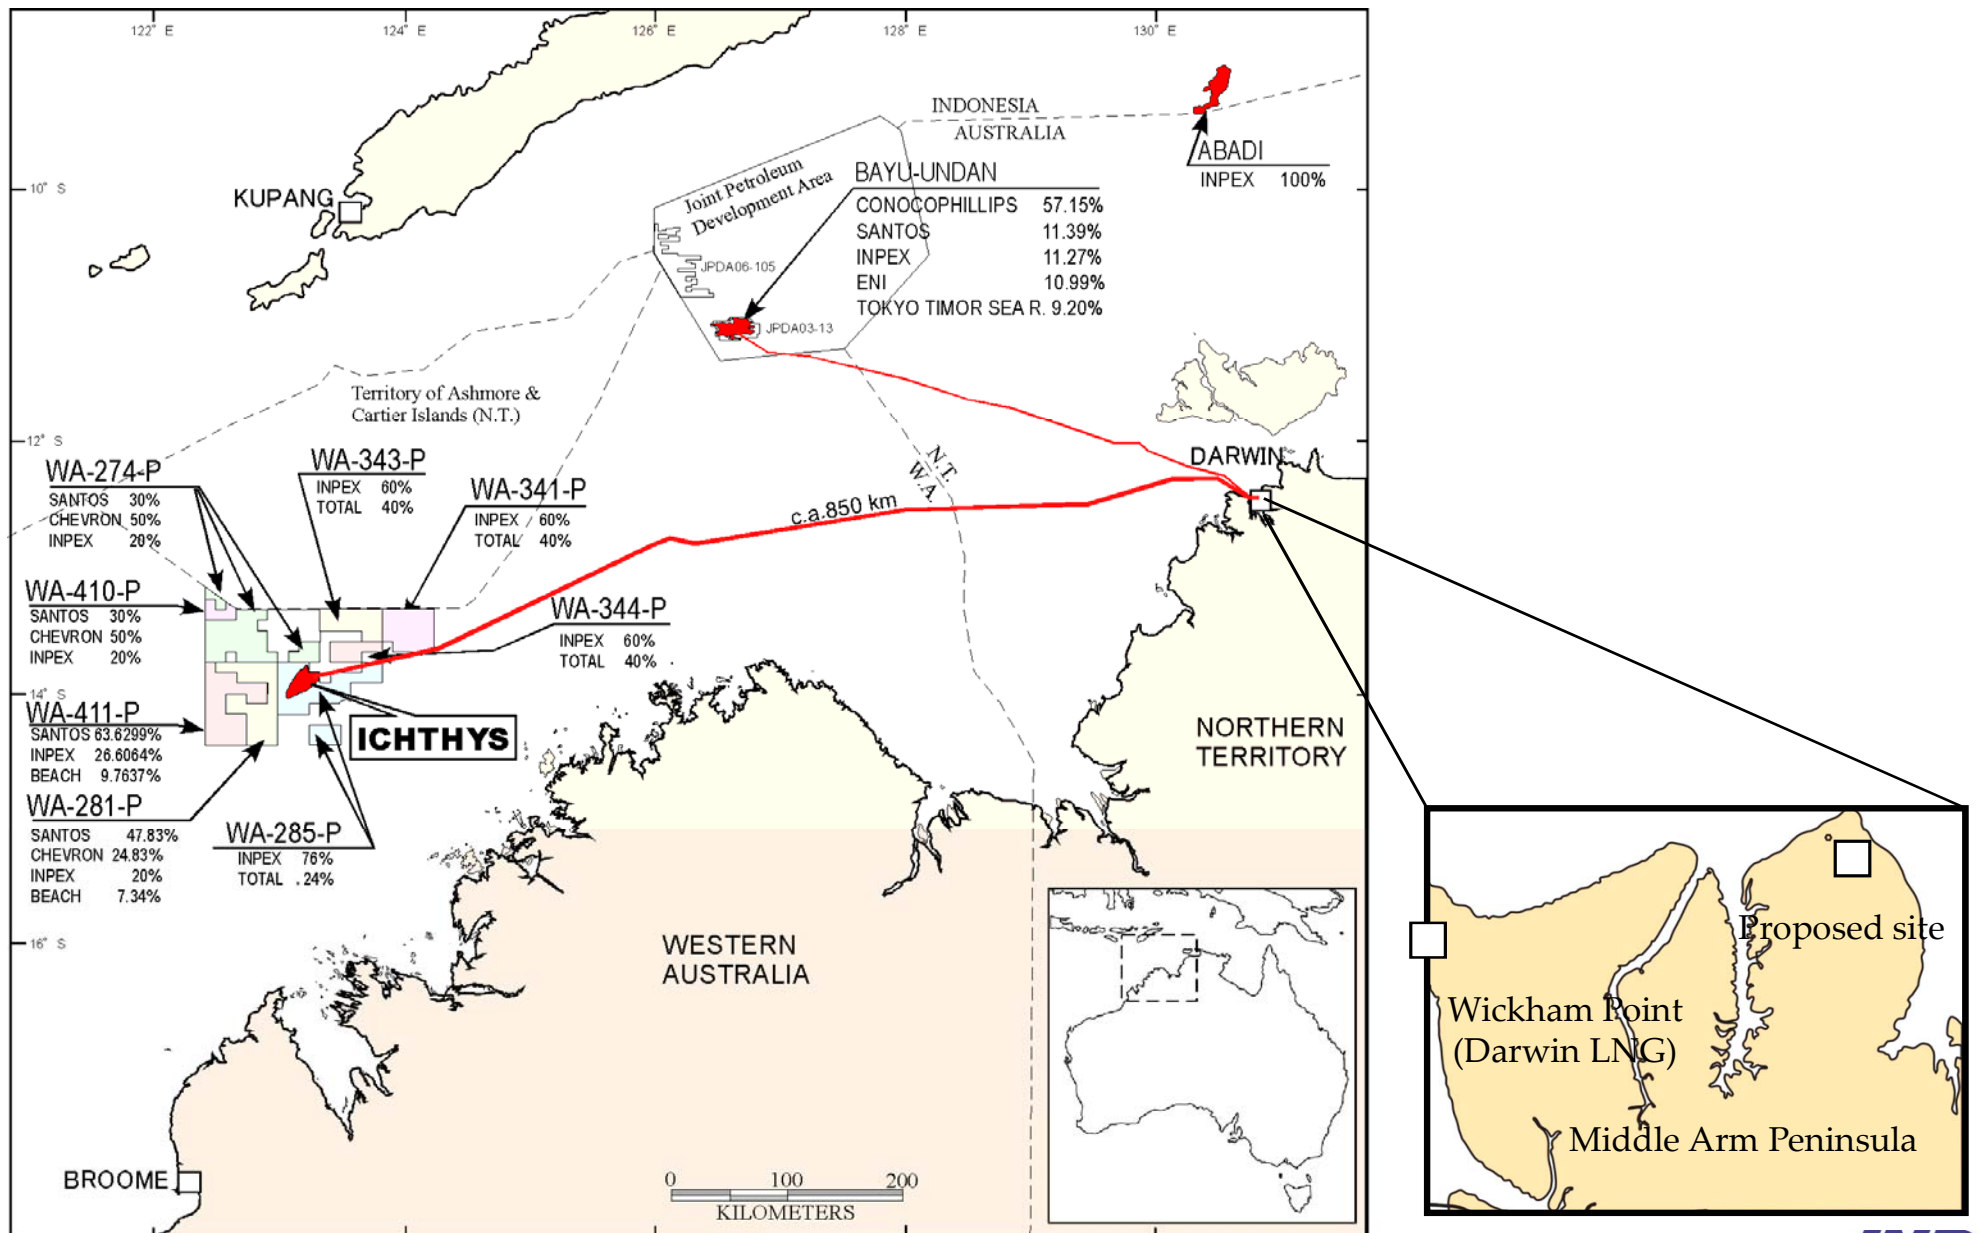 122° E
124° E
126° E
128° E
130° E
10° S
12° S
14° S
16° S
INDONESIA
AUSTRALIA
ABADI
INPEX 100%
KUPANG
Joint Petroleum
Development Area
JPDA06-105
JPDA03-13
BAYU-UNDAN
CONOCOPHILLIPS 57.15%
SANTOS 11.39%
INPEX 11.27%
ENI 10.99%
TOKYO TIMOR SEA R. 9.20%
Territory of Ashmore &
Cartier Islands (N.T.)
N.T.
W.A.
DARWIN
c.a.850 km
WA-274-P
SANTOS 30%
CHEVRON 50%
INPEX 20%
WA-343-P
INPEX 60%
TOTAL 40%
WA-341-P
INPEX 60%
TOTAL 40%
WA-410-P
SANTOS 30%
CHEVRON 50%
INPEX 20%
WA-344-P
INPEX 60%
TOTAL 40%
WA-411-P
SANTOS 63.6299%
INPEX 26.6064%
BEACH 9.7637%
ICHTHYS
WA-281-P
SANTOS 47.83%
CHEVRON 24.83%
INPEX 20%
BEACH 7.34%
WA-285-P
INPEX 76%
TOTAL .24%
NORTHERN
TERRITORY
WESTERN
AUSTRALIA
BROOME
0 100 200
KILOMETERS
Proposed site
Wickham Point
(Darwin LNG)
Middle Arm Peninsula